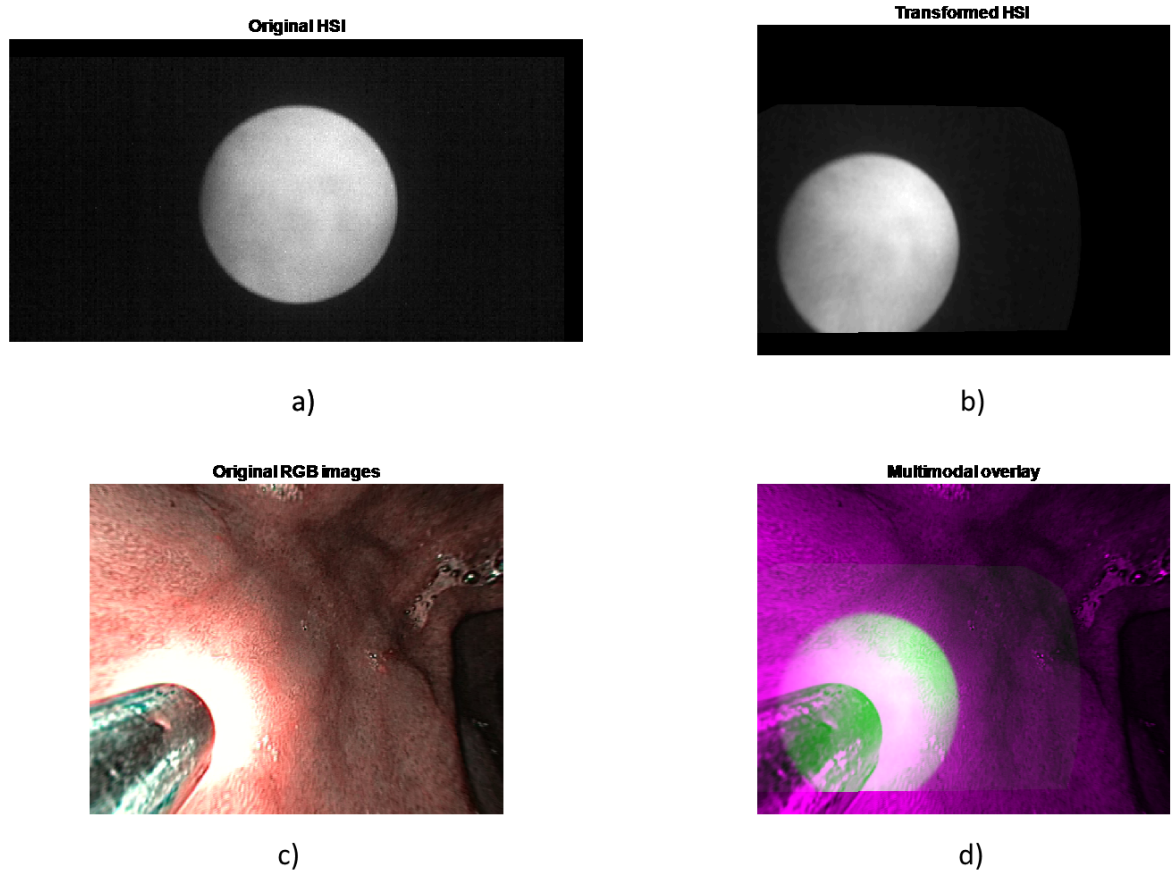 Original HSI
Transformed HSI
a)
b)
Original RGB images
Multimodal overlay
c)
d)